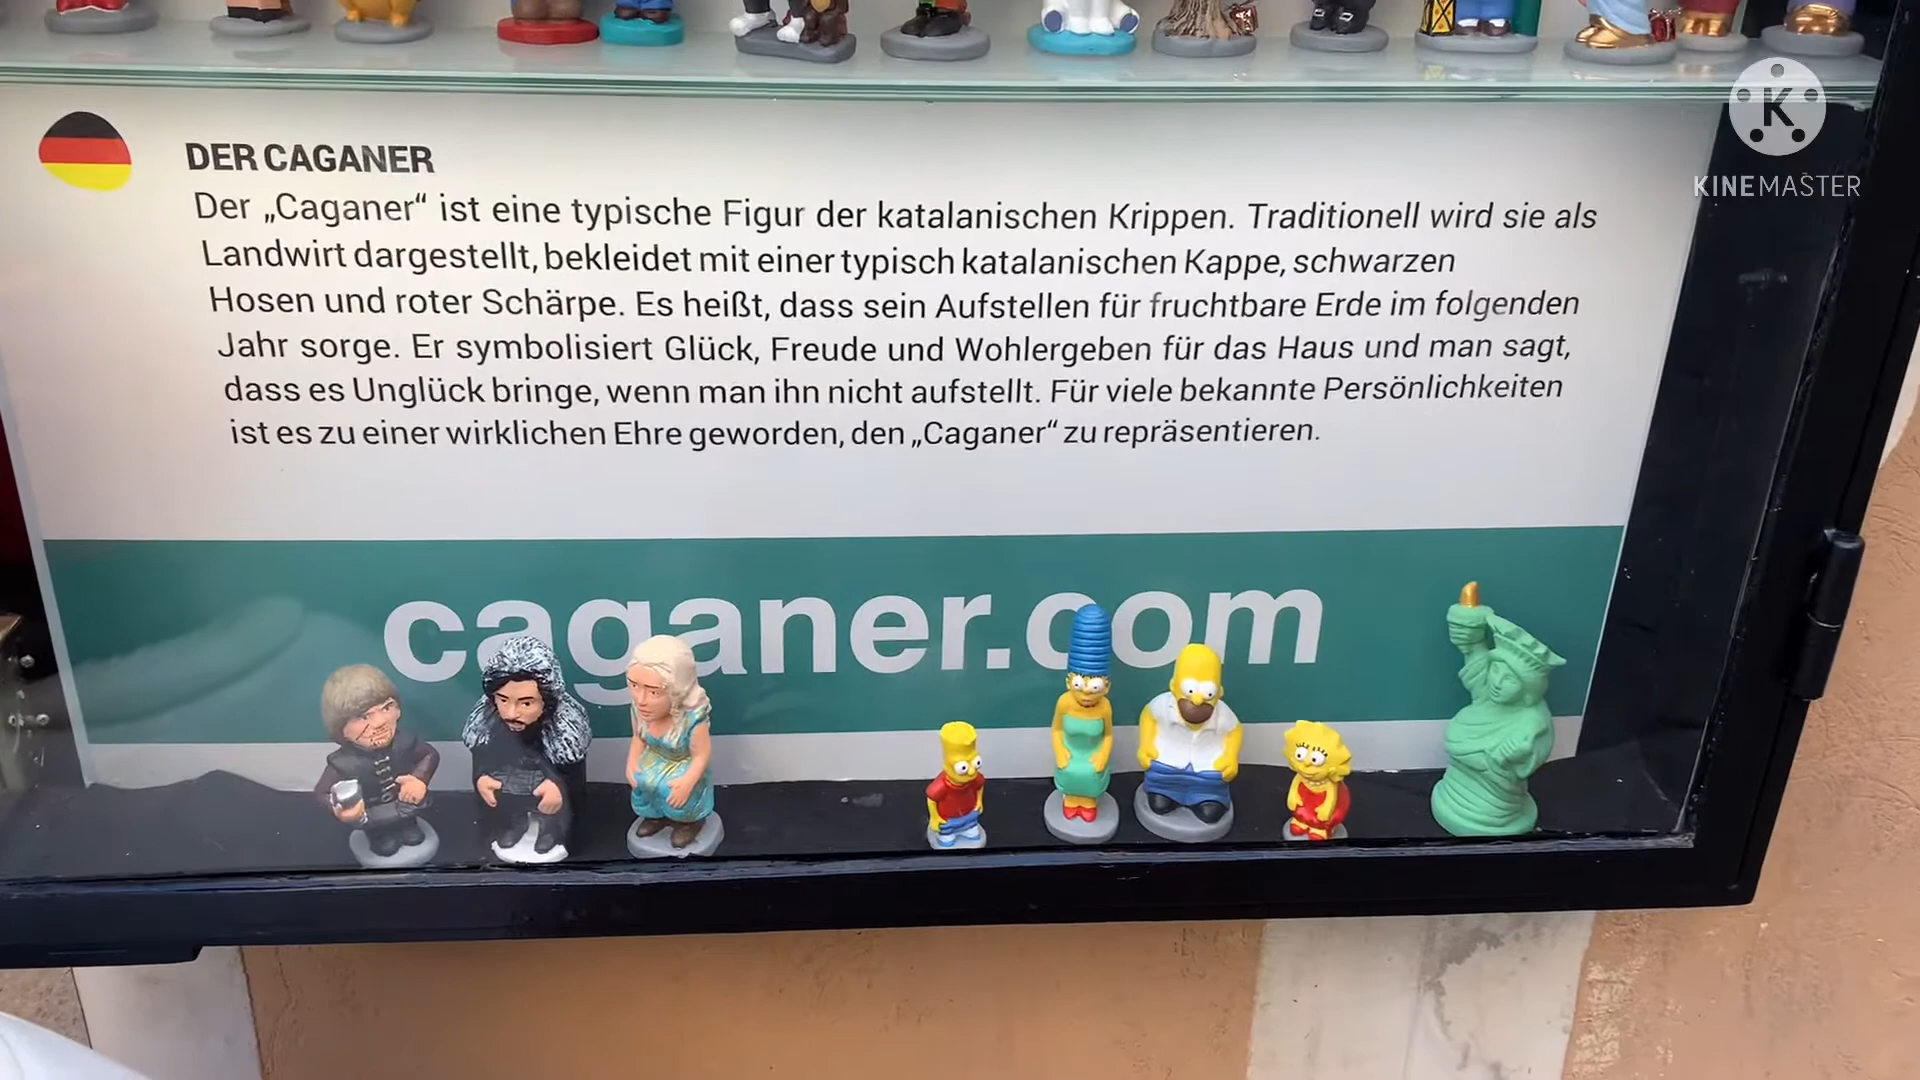 DER CAGANER
Der „Caganer“ ist eine typische Figur der katalanischen Krippen. Traditionell wird sie als
Landwirt dargestellt, bekleidet mit einer typisch katalanischen Kappe, schwarzen
Hosen und roter Schärpe. Es heißt, dass sein Aufstellen für fruchtbare Erde im folgenden
Jahr sorge. Er symbolisiert Glück, Freude und Wohlergeben für das Haus und man sagt,
dass es Unglück bringe, wenn man ihn nicht aufstellt. Für viele bekannte Persönlichkeiten
ist es zu einer wirklichen Ehre geworden, den „Caganer“ zu repräsentieren.
caganer.com
K
KINEMASTER